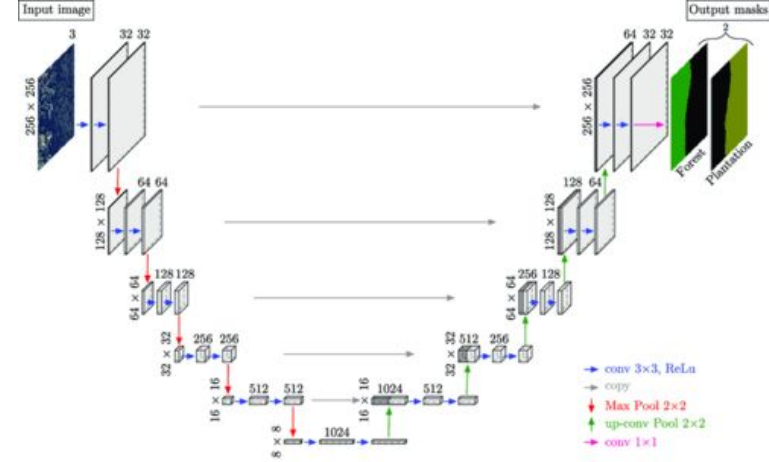 Input image
Output masks
3
32 32
64 32 32
2
256 × 256
256 × 256
Forest
Plantation
64 64
128 × 128
128 64
128 × 128
128 128
64 × 64
256 128
64 × 64
256 256
32 × 32
512 256
32 × 32
512 512
16 × 16
1024 512
16 × 16
1024
8 × 8
conv 3×3, ReLu
copy
Max Pool 2×2
up-conv Pool 2×2
conv 1×1